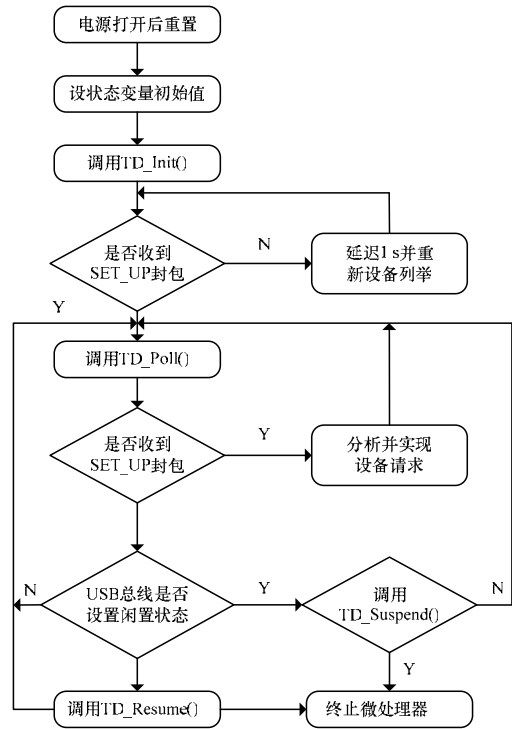 电源打开后重置
设状态变量初始值
调用TD_Init()
是否收到
SET_UP封包
N
延迟1 s并重
新设备列举
Y
调用TD_Poll()
是否收到
SET_UP封包
Y
分析并实现
设备请求
N
USB总线是否
设置闲置状态
Y
调用
TD_Suspend()
N
Y
调用TD_Resume()
终止微处理器